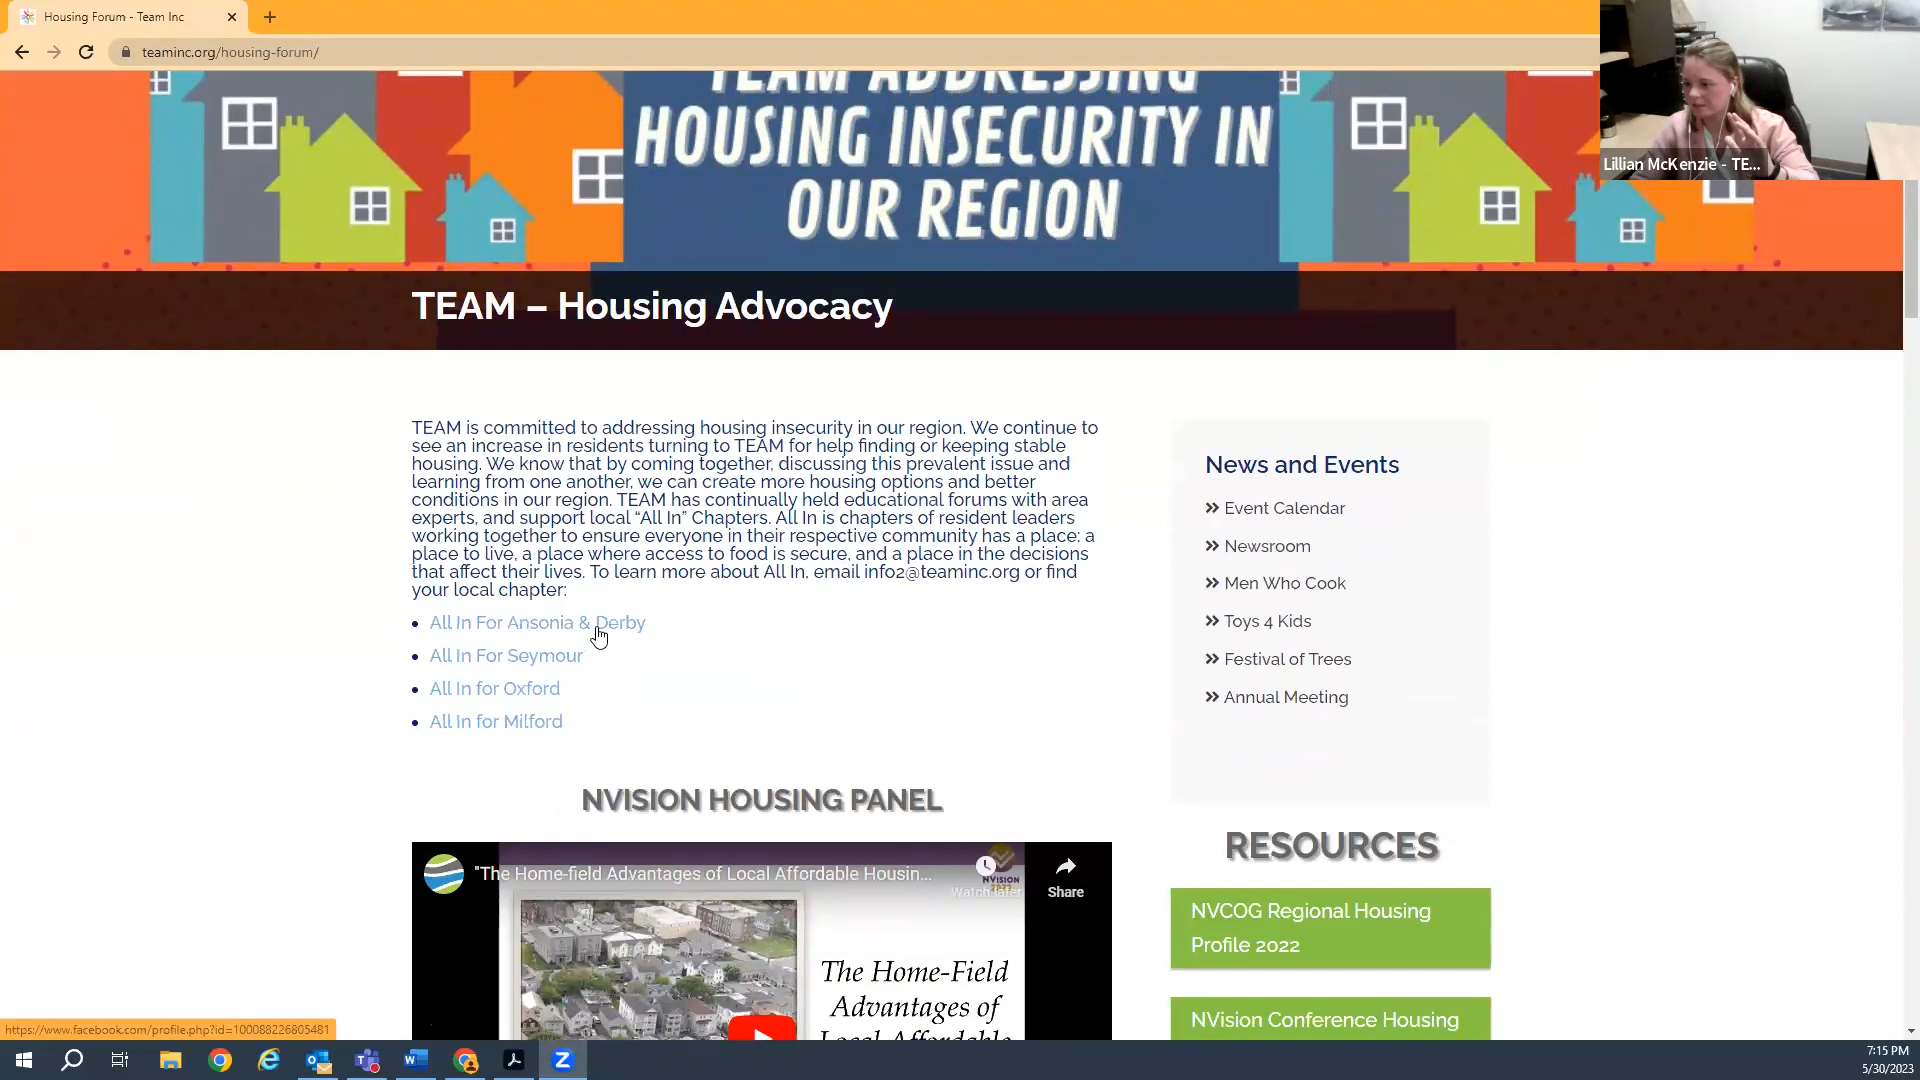 Housing Forum - Team Inc
teaminc.org/housing-forum/
TEAM ADDRESSING
HOUSING INSECURITY IN
OUR REGION
Lillian McKenzie - TE...
TEAM – Housing Advocacy
TEAM is committed to addressing housing insecurity in our region. We continue to
see an increase in residents turning to TEAM for help finding or keeping stable
housing. We know that by coming together, discussing this prevalent issue and
learning from one another, we can create more housing options and better
conditions in our region. TEAM has continually held educational forums with area
experts, and support local “All In” Chapters. All In is chapters of resident leaders
working together to ensure everyone in their respective community has a place: a
place to live, a place where access to food is secure, and a place in the decisions
that affect their lives. To learn more about All In, email info2@teaminc.org or find
your local chapter:
All In For Ansonia & Derby
All In For Seymour
All In for Oxford
All In for Milford
News and Events
Event Calendar
Newsroom
Men Who Cook
Toys 4 Kids
Festival of Trees
Annual Meeting
NVISION HOUSING PANEL
"The Home-field Advantages of Local Affordable Housin...
Watch later
NVISION
Share
The Home-Field
Advantages of
Local Affordable
RESOURCES
NVCOG Regional Housing
Profile 2022
NVision Conference Housing
https://www.facebook.com/profile.php?id=100088226805481
7:15 PM
5/30/2023